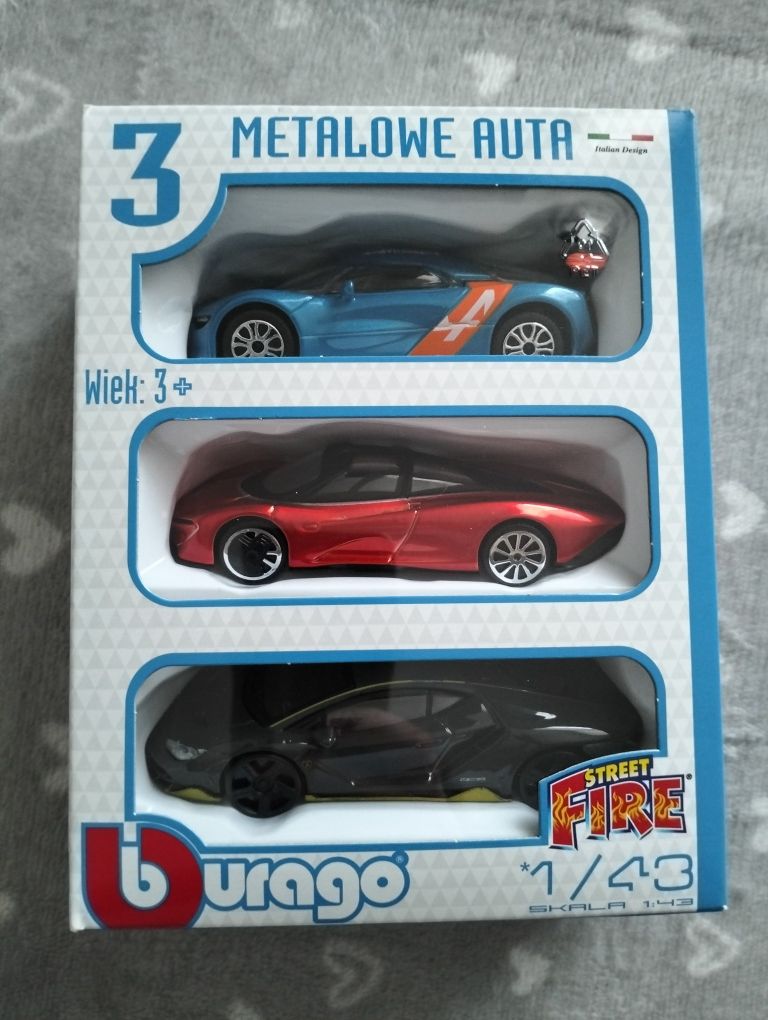 3
METALOWE AUTA
Italian Design
A
Wiek: 3+
STREET
FIRE®
burago®
*1/43
SKALA 1:43